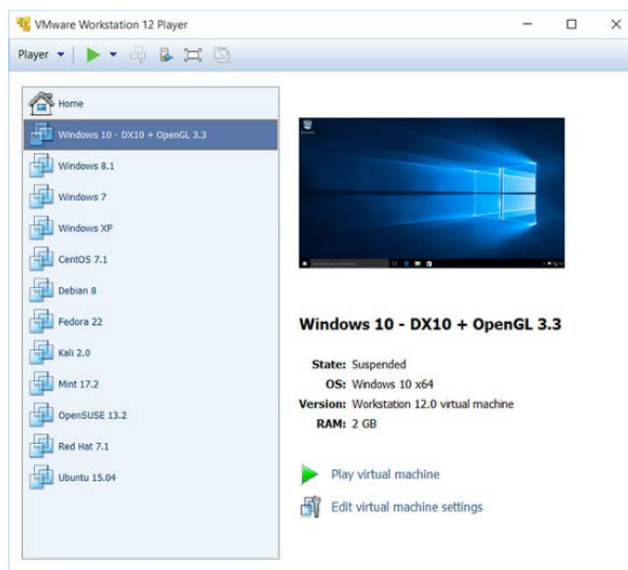 VMware Workstation 12 Player
Player
Home
Windows 10 - DX10 + OpenGL 3.3
Windows 8.1
Windows 7
Windows XP
CentOS 7.1
Debian 8
Fedora 22
Kali 2.0
Mint 17.2
OpenSUSE 13.2
Red Hat 7.1
Ubuntu 15.04
Windows 10 - DX10 + OpenGL 3.3
State: Suspended
OS: Windows 10 x64
Version: Workstation 12.0 virtual machine
RAM: 2 GB
Play virtual machine
Edit virtual machine settings